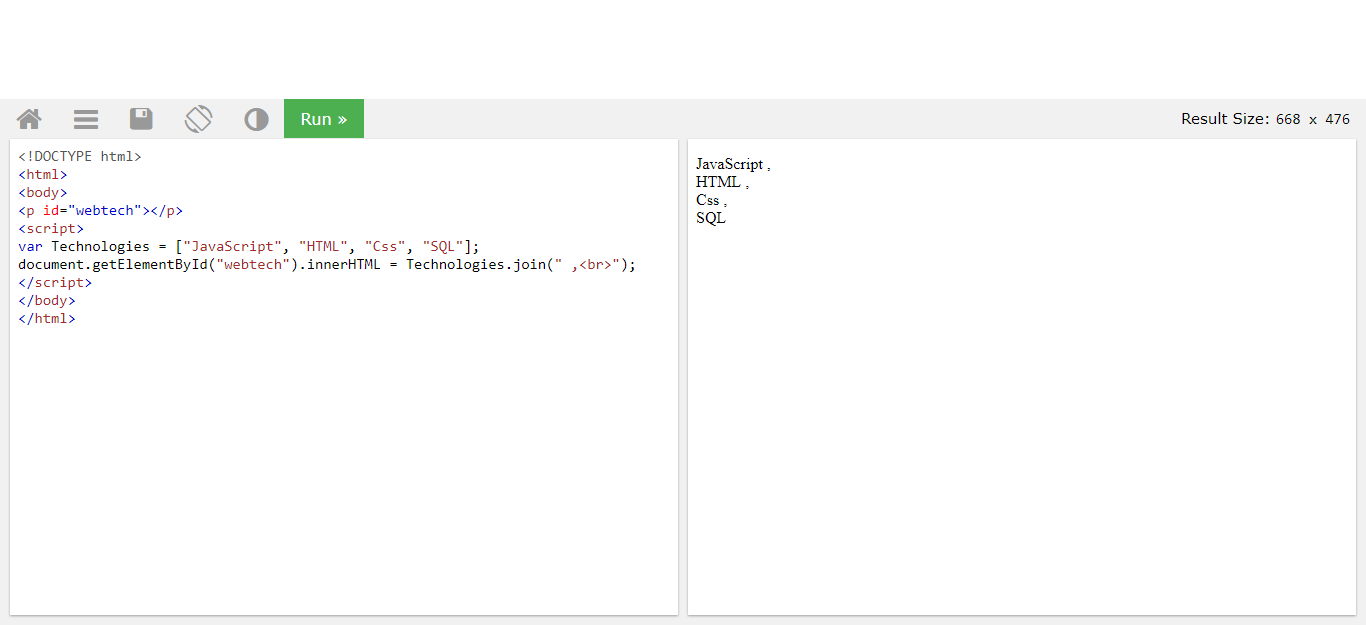 Run »
Result Size: 668 x 476
<!DOCTYPE html>
<html>
<body>
<p id="webtech"></p>
<script>
var Technologies = ["JavaScript", "HTML", "Css", "SQL"];
document.getElementById("webtech").innerHTML = Technologies.join(" ,<br>");
</script>
</body>
</html>
JavaScript ,
HTML ,
Css ,
SQL